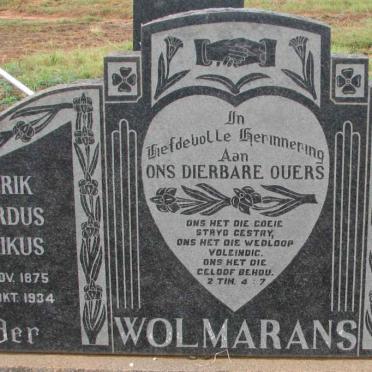 In
Liefdevolle Herinnering
Aan
ONS DIERBARE OUERS
ONS HET DIE GOEIE
STRYD GESTRY,
ONS HET DIE WEDLOOP
VOLEINDIG,
ONS HET DIE
GELOOF BEHOU.
2 TIM. 4:7
RIK
RDUS
IKUS
OV. 1875
KT. 1934
der
WOLMARANS